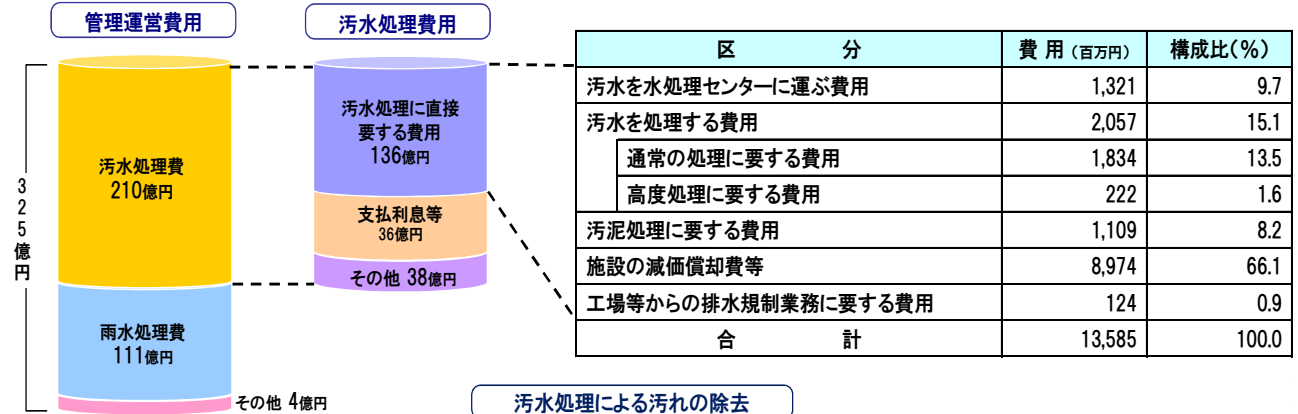 管理運営費用
汚水処理費用
325億円
汚水処理費
210億円
雨水処理費
111億円
その他 4億円
汚水処理に直接
要する費用
136億円
支払利息等
36億円
その他 38億円
区 分 費 用 (百万円) 構成比(%)
汚水を水処理センターに運ぶ費用 1,321 9.7
汚水を処理する費用 2,057 15.1
通常の処理に要する費用 1,834 13.5
高度処理に要する費用 222 1.6
汚泥処理に要する費用 1,109 8.2
施設の減価償却費等 8,974 66.1
工場等からの排水規制業務に要する費用 124 0.9
合 計 13,585 100.0
汚水処理による汚れの除去